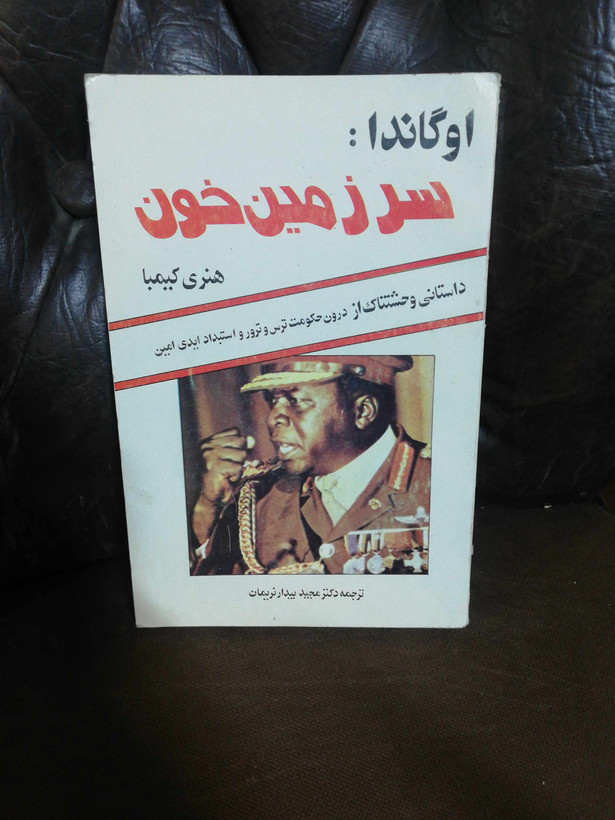 اوگاندا:
سرزمین‌خون
هنری کیمبا
داستانی وحشتناک از درون حکومت ترس و ترور و استبداد ایدی امین
ترجمه دکتر مجید بیدار نریمان